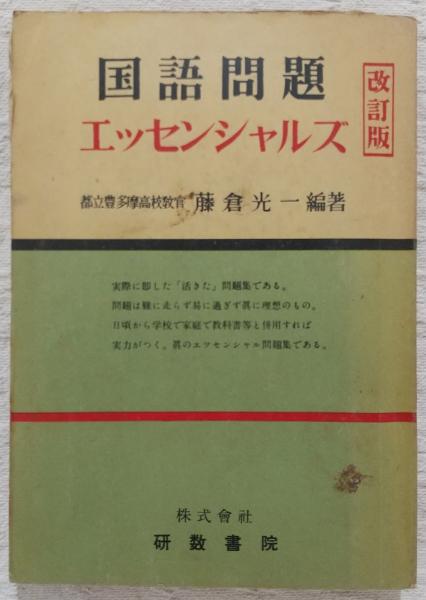 国語問題
エッセンシャルズ
改訂版
都立豊多摩高校教官 藤倉光一編著
実際に即した「活きた」問題集である。
問題は難に走らず易に過ぎず眞に理想のもの。
日頃から学校で家庭で教科書等と併用すれば
実力がつく。眞のエツセンシャル問題集である。
株式會社
研数書院